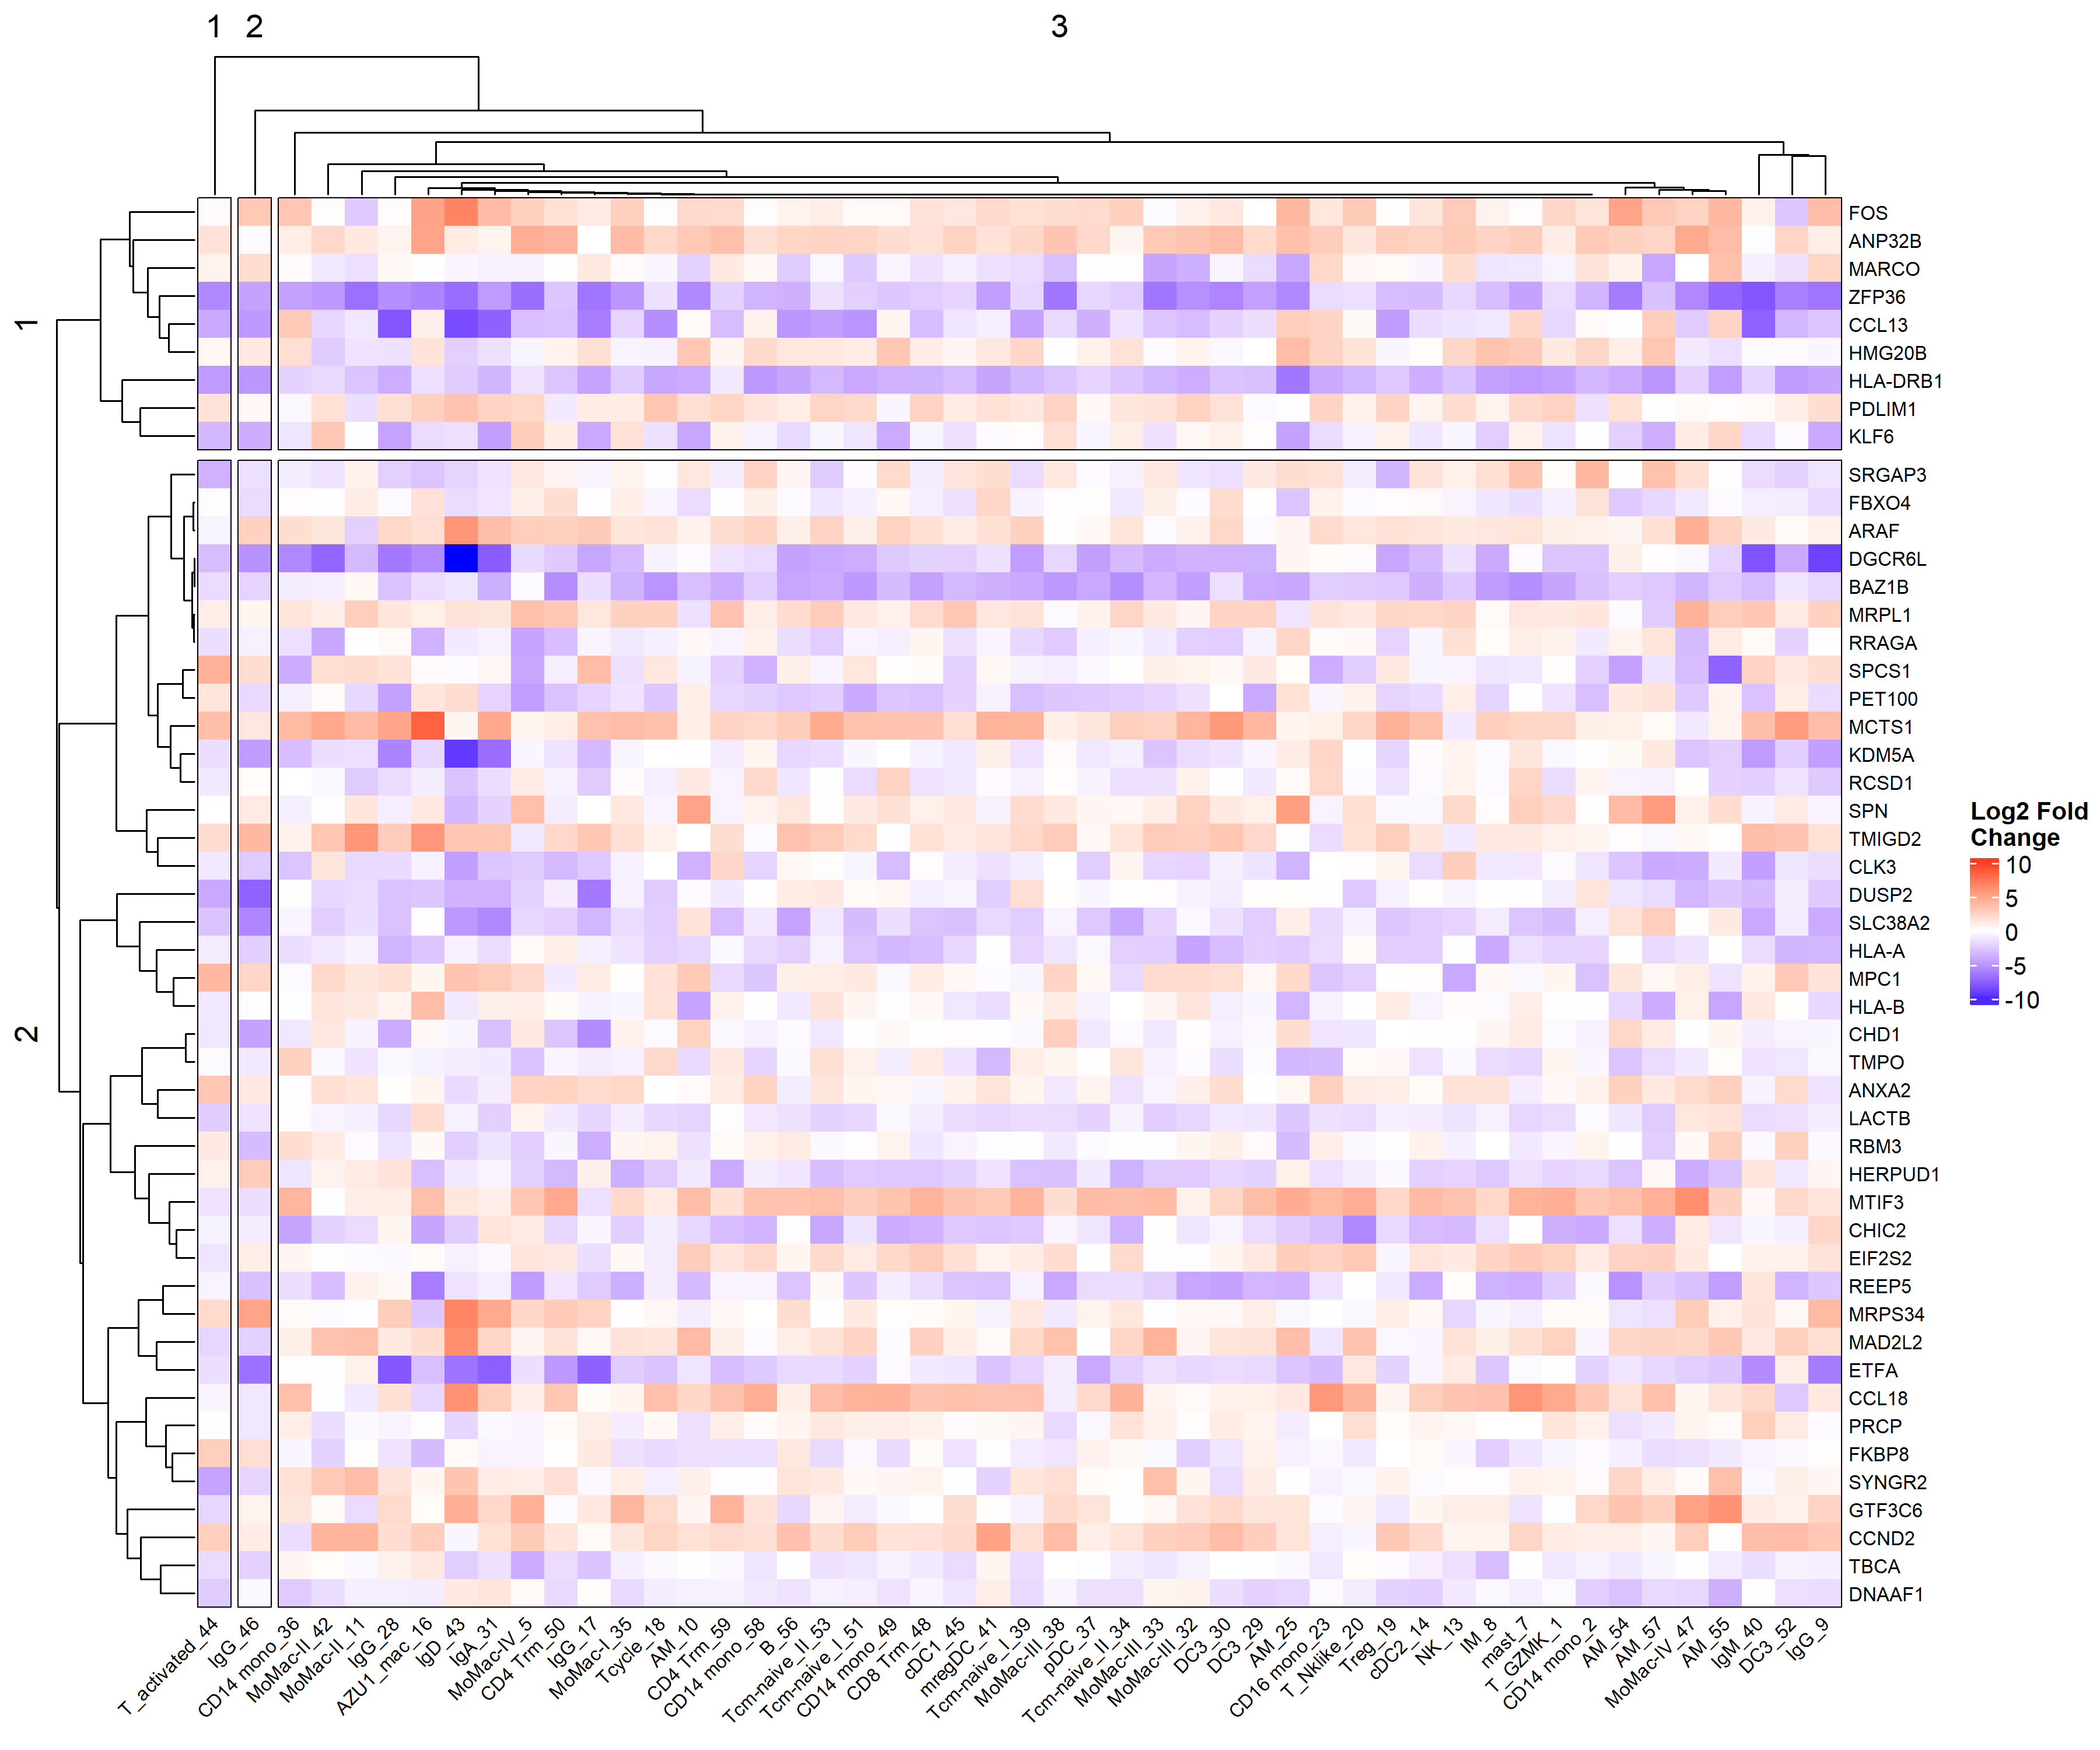 1 2 3
1
FOS
ANP32B
MARCO
ZFP36
CCL13
HMG20B
HLA-DRB1
PDLIM1
KLF6
2
SRGAP3
FBXO4
ARAF
DGCR6L
BAZ1B
MRPL1
RRAGA
SPCS1
PET100
MCTS1
KDM5A
RCSD1
SPN
TMIGD2
CLK3
DUSP2
SLC38A2
HLA-A
MPC1
HLA-B
CHD1
TMPO
ANXA2
LACTB
RBM3
HERPUD1
MTIF3
CHIC2
EIF2S2
REEP5
MRPS34
MAD2L2
ETFA
CCL18
PRCP
FKBP8
SYNGR2
GTF3C6
CCND2
TBCA
DNAAF1
Log2 Fold
Change
10
5
0
-5
-10
T_activated_44
IgG_46
CD14 mono_36
MoMac-II_42
MoMac-II_11
IgG_28
AZU1_mac_16
IgD_43
IgA_31
MoMac-IV_5
CD4 Trm_50
IgG_17
MoMac-I_35
Tcycle_18
AM_10
CD4 Trm_59
CD14 mono_58
B_56
Tcm-naive_II_53
Tcm-naive_I_51
CD14 mono_49
CD8 Trm_48
cDC1_45
mregDC_41
Tcm-naive_I_39
MoMac-III_38
pDC_37
Tcm-naive_II_34
MoMac-III_33
MoMac-III_32
DC3_30
DC3_29
AM_25
CD16 mono_23
T_Nklike_20
Treg_19
cDC2_14
NK_13
IM_8
mast_7
T_GZMK_1
CD14 mono_2
AM_54
AM_57
MoMac-IV_47
AM_55
IgM_40
DC3_52
IgG_9